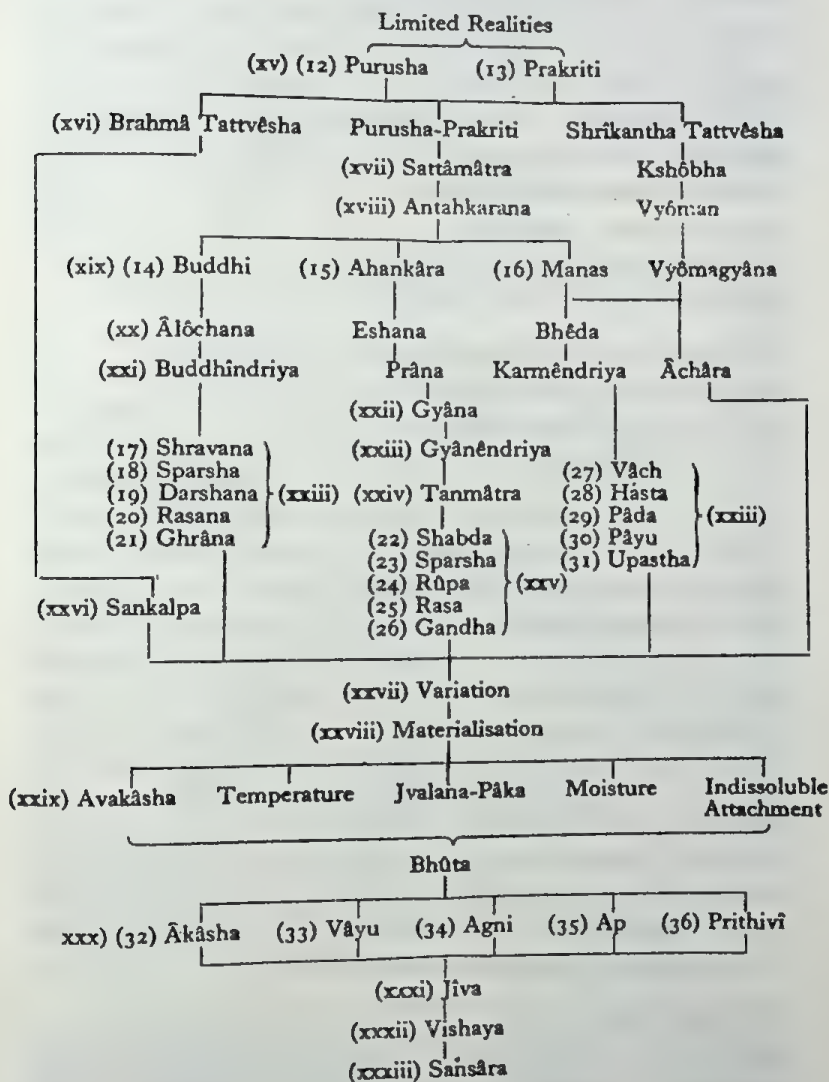 Limited Realities
(xv) (12) Purusha (13) Prakriti
(xvi) Brahmâ Tattvêsha Purusha-Prakriti Shrîkantha Tattvêsha
(xvii) Sattâmâtra Kshôbha
(xviii) Antahkarana Vyôman
(xix) (14) Buddhi (15) Ahankâra (16) Manas Vyômagyâna
(xx) Âlôchana Eshana Bhêda
(xxi) Buddhîndriya Prâna Karmêndriya Âchâra
(xxii) Gyâna
(17) Shravana (xxiii) Gyânêndriya (27) Vâch
(18) Sparsha (28) Hásta
(19) Darshana (xxiii) (xxiv) Tanmâtra (29) Pâda (xxiii)
(20) Rasana (30) Pâyu
(21) Ghrâna (22) Shabda (31) Upastha
(23) Sparsha
(24) Rûpa (xxv)
(xxvi) Sankalpa (25) Rasa
(26) Gandha
(xxvii) Variation
(xxviii) Materialisation
(xxix) Avakâsha Temperature Jvalana-Pâka Moisture Indissoluble
Attachment
Bhûta
xxx) (32) Âkâsha (33) Vâyu (34) Agni (35) Ap (36) Prithivî
(xxxi) Jîva
(xxxii) Vishaya
(xxxiii) Saṅsâra